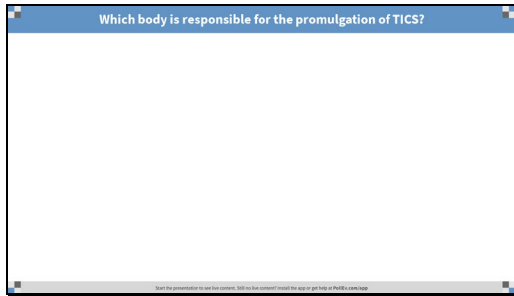 Which body is responsible for the promulgation of TICS?
Start the presentation to see live content. Still no live content? Install the app or get help at PollEv.com/app